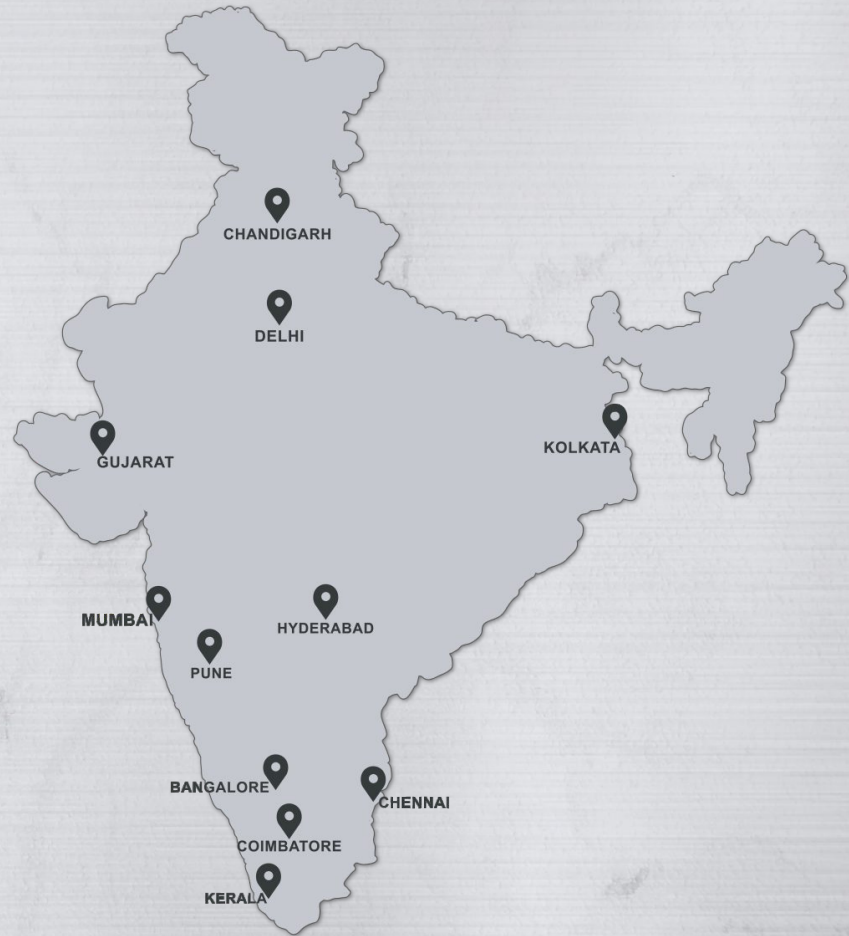 CHANDIGARH
DELHI
KOLKATA
GUJARAT
MUMBAI
HYDERABAD
PUNE
BANGALORE
CHENNAI
COIMBATORE
KERALA